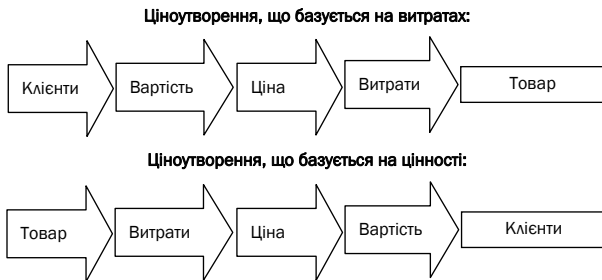 Ціноутворення, що базується на витратах:
Клієнти Вартість Ціна Витрати Товар
Ціноутворення, що базується на цінності:
Товар Витрати Ціна Вартість Клієнти